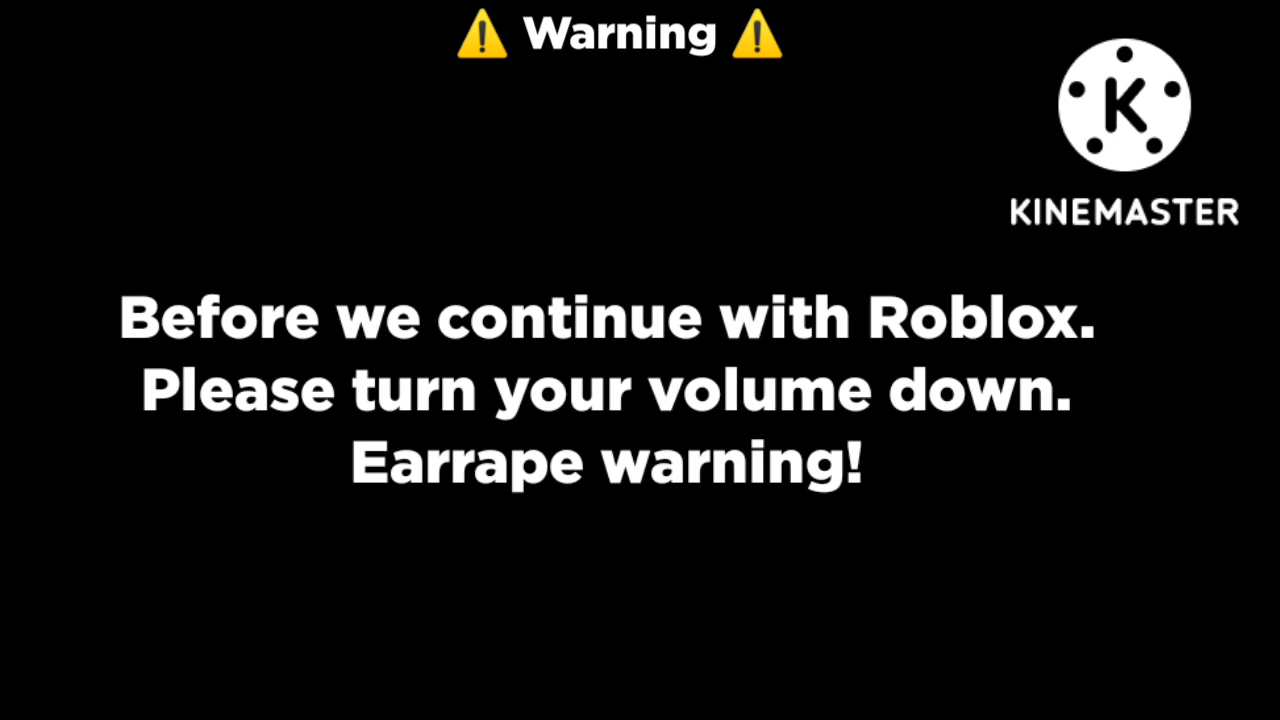 ⚠️ Warning ⚠️
K
KINEMASTER
Before we continue with Roblox.
Please turn your volume down.
Earrape warning!